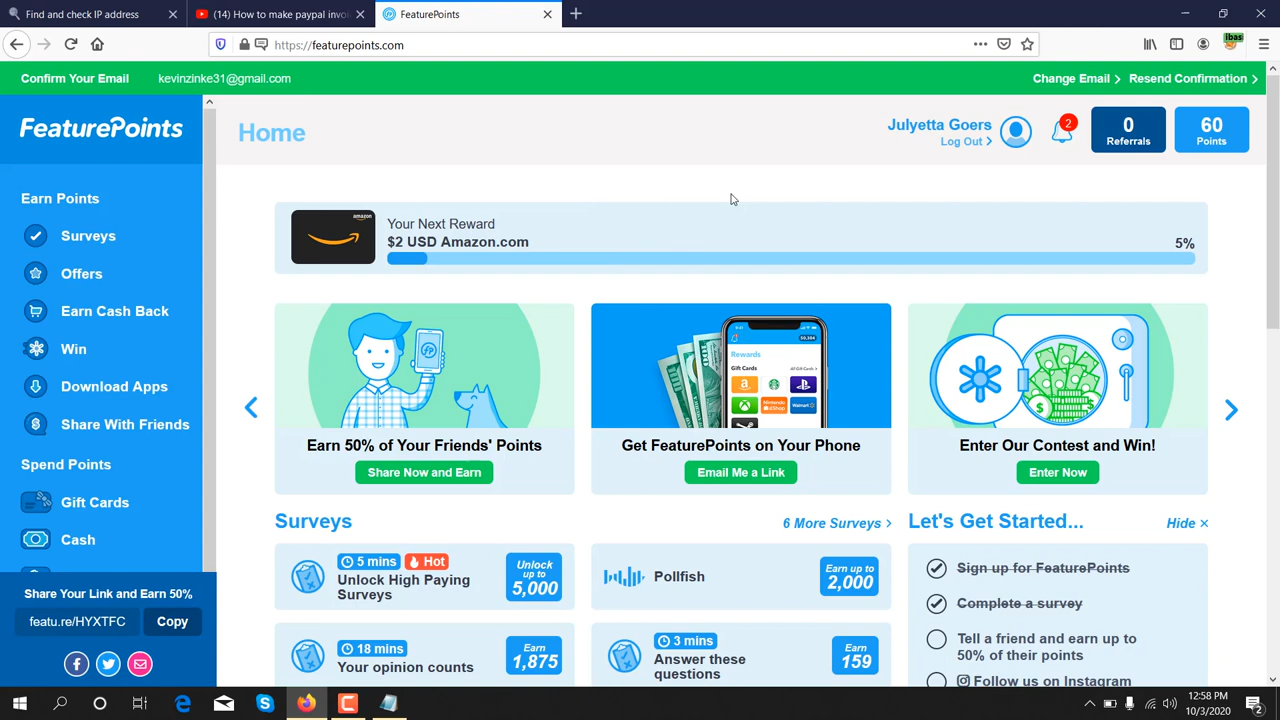 Find and check IP address
(14) How to make paypal invoi
FeaturePoints
https://featurepoints.com
ibas
Confirm Your Email
kevinzinke31@gmail.com
Change Email
Resend Confirmation
FeaturePoints
Home
Julyetta Goers
Log Out
2
0
Referrals
60
Points
Earn Points
Surveys
Offers
Earn Cash Back
Win
Download Apps
Share With Friends
Spend Points
Gift Cards
Cash
Share Your Link and Earn 50%
featu.re/HYXTFC
Copy
amazon
Your Next Reward
$2 USD Amazon.com
5%
Earn 50% of Your Friends' Points
Share Now and Earn
Rewards
Gift Cards
Get FeaturePoints on Your Phone
Email Me a Link
Enter Our Contest and Win!
Enter Now
Surveys
6 More Surveys
5 mins
Hot
Unlock High Paying
Surveys
Unlock
up to
5,000
Pollfish
Earn up to
2,000
18 mins
Your opinion counts
Earn
1,875
3 mins
Answer these
questions
Earn
159
Let's Get Started...
Hide ×
Sign up for FeaturePoints
Complete a survey
Tell a friend and earn up to
50% of their points
Follow us on Instagram
12:58 PM
10/3/2020
2